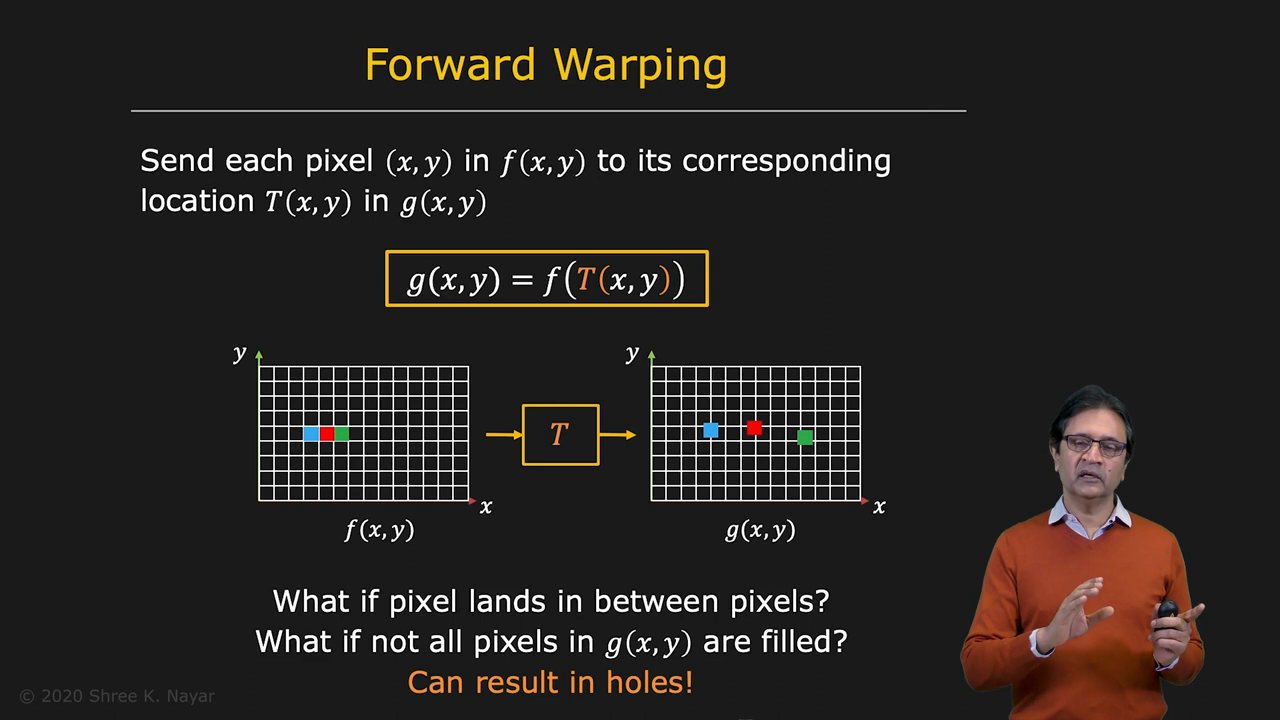 Forward Warping
Send each pixel (x, y) in f(x, y) to its corresponding
location T(x, y) in g(x, y)
g(x, y) = f(T(x, y))
y
y
T
x
x
f(x, y)
g(x, y)
What if pixel lands in between pixels?
What if not all pixels in g(x, y) are filled?
Can result in holes!
© 2020 Shree K. Nayar